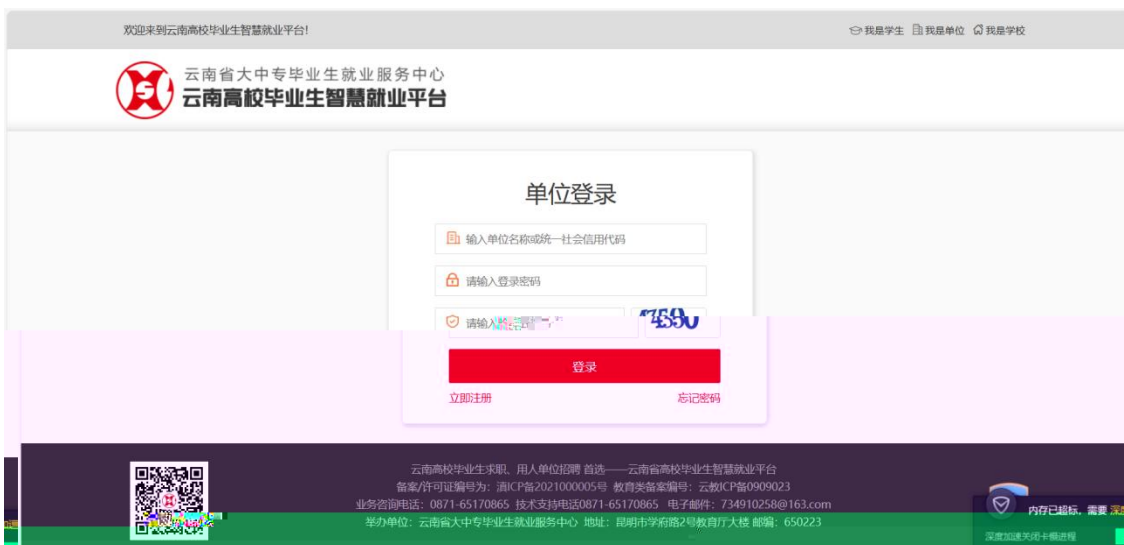 欢迎来到云南高校毕业生智慧就业平台!
我是学生 我是单位 我是学校
云南省大中专毕业生就业服务中心
云南高校毕业生智慧就业平台
单位登录
输入单位名称或统一社会信用代码
请输入登录密码
请输入
登录
立即注册 忘记密码
云南高校毕业生求职、用人单位招聘 首选——云南省高校毕业生智慧就业平台
备案/许可证编号为: 滇ICP备2021000005号 教育类备案编号: 云教ICP备0909023
业务咨询电话: 0871-65170865 技术支持电话0871-65170865 电子邮件: 734910258@163.com
举办单位: 云南省大中专毕业生就业服务中心 地址: 昆明市学府路2号教育厅大楼 邮编: 650223
内存已超标, 需要
深度加速关闭卡慢进程